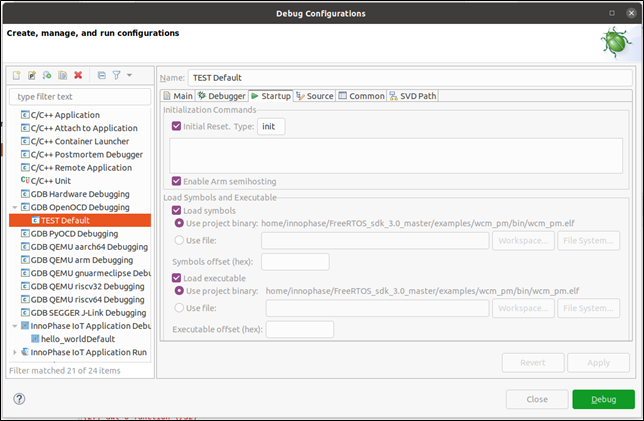 Debug Configurations
Create, manage, and run configurations
type filter text
C/C++ Application
C/C++ Attach to Application
C/C++ Container Launcher
C/C++ Postmortem Debugger
C/C++ Remote Application
C/C++ Unit
GDB Hardware Debugging
GDB OpenOCD Debugging
TEST Default
GDB PyOCD Debugging
GDB QEMU aarch64 Debugging
GDB QEMU arm Debugging
GDB QEMU gnuarmeclipse Debu
GDB QEMU riscv32 Debugging
GDB QEMU riscv64 Debugging
GDB SEGGER J-Link Debugging
InnoPhase IoT Application Debu
hello_worldDefault
InnoPhase IoT Application Run
Filter matched 21 of 24 items
Name: TEST Default
Main Debugger Startup Source Common SVD Path
Initialization Commands
Initial Reset. Type: init
Enable Arm semihosting
Load Symbols and Executable
Load symbols
Use project binary: home/innophase/FreeRTOS_sdk_3.0_master/examples/wcm_pm/bin/wcm_pm.elf
Use file: Workspace... File System...
Symbols offset (hex):
Load executable
Use project binary: home/innophase/FreeRTOS_sdk_3.0_master/examples/wcm_pm/bin/wcm_pm.elf
Use file: Workspace... File System...
Executable offset (hex):
Revert Apply
Close Debug